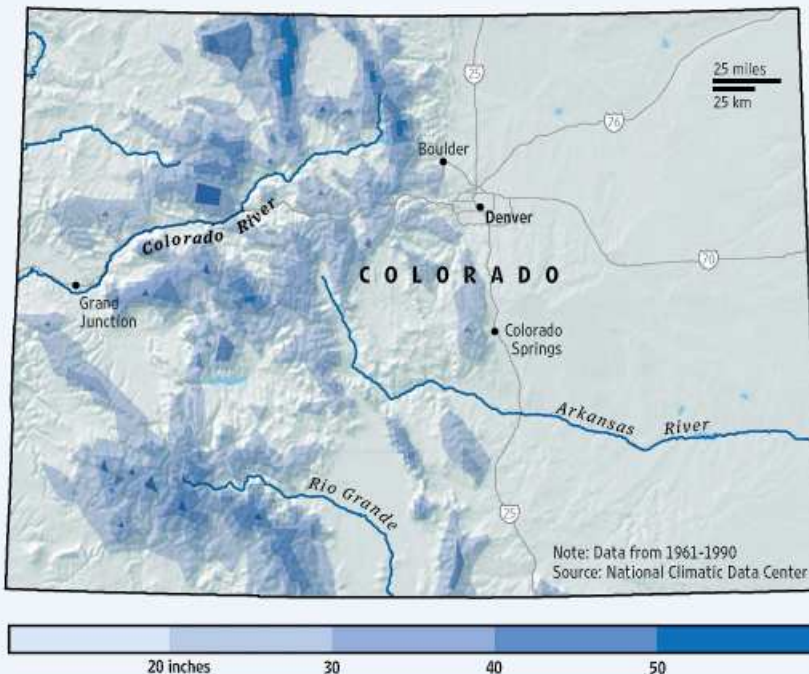 25
25 miles
25 km
76
Boulder
Denver
Colorado River
70
COLORADO
Grand
Junction
Colorado
Springs
Arkansas River
Rio Grande
25
Note: Data from 1961-1990
Source: National Climatic Data Center
20 inches
30
40
50